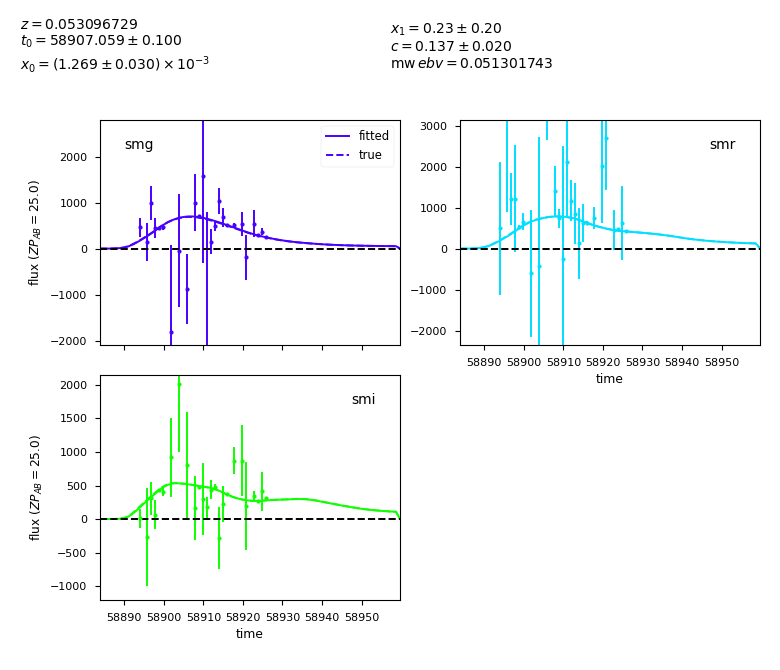 z = 0.053096729
t₀ = 58907.059 ± 0.100
x₀ = (1.269 ± 0.030) × 10⁻³
x₁ = 0.23 ± 0.20
c = 0.137 ± 0.020
mw ebv = 0.051301743
smg
fitted
true
2000
1000
0
−1000
−2000
flux (ZP_AB = 25.0)
smr
3000
2000
1000
0
−1000
−2000
58890 58900 58910 58920 58930 58940 58950
time
smi
2000
1500
1000
500
0
−500
−1000
flux (ZP_AB = 25.0)
58890 58900 58910 58920 58930 58940 58950
time